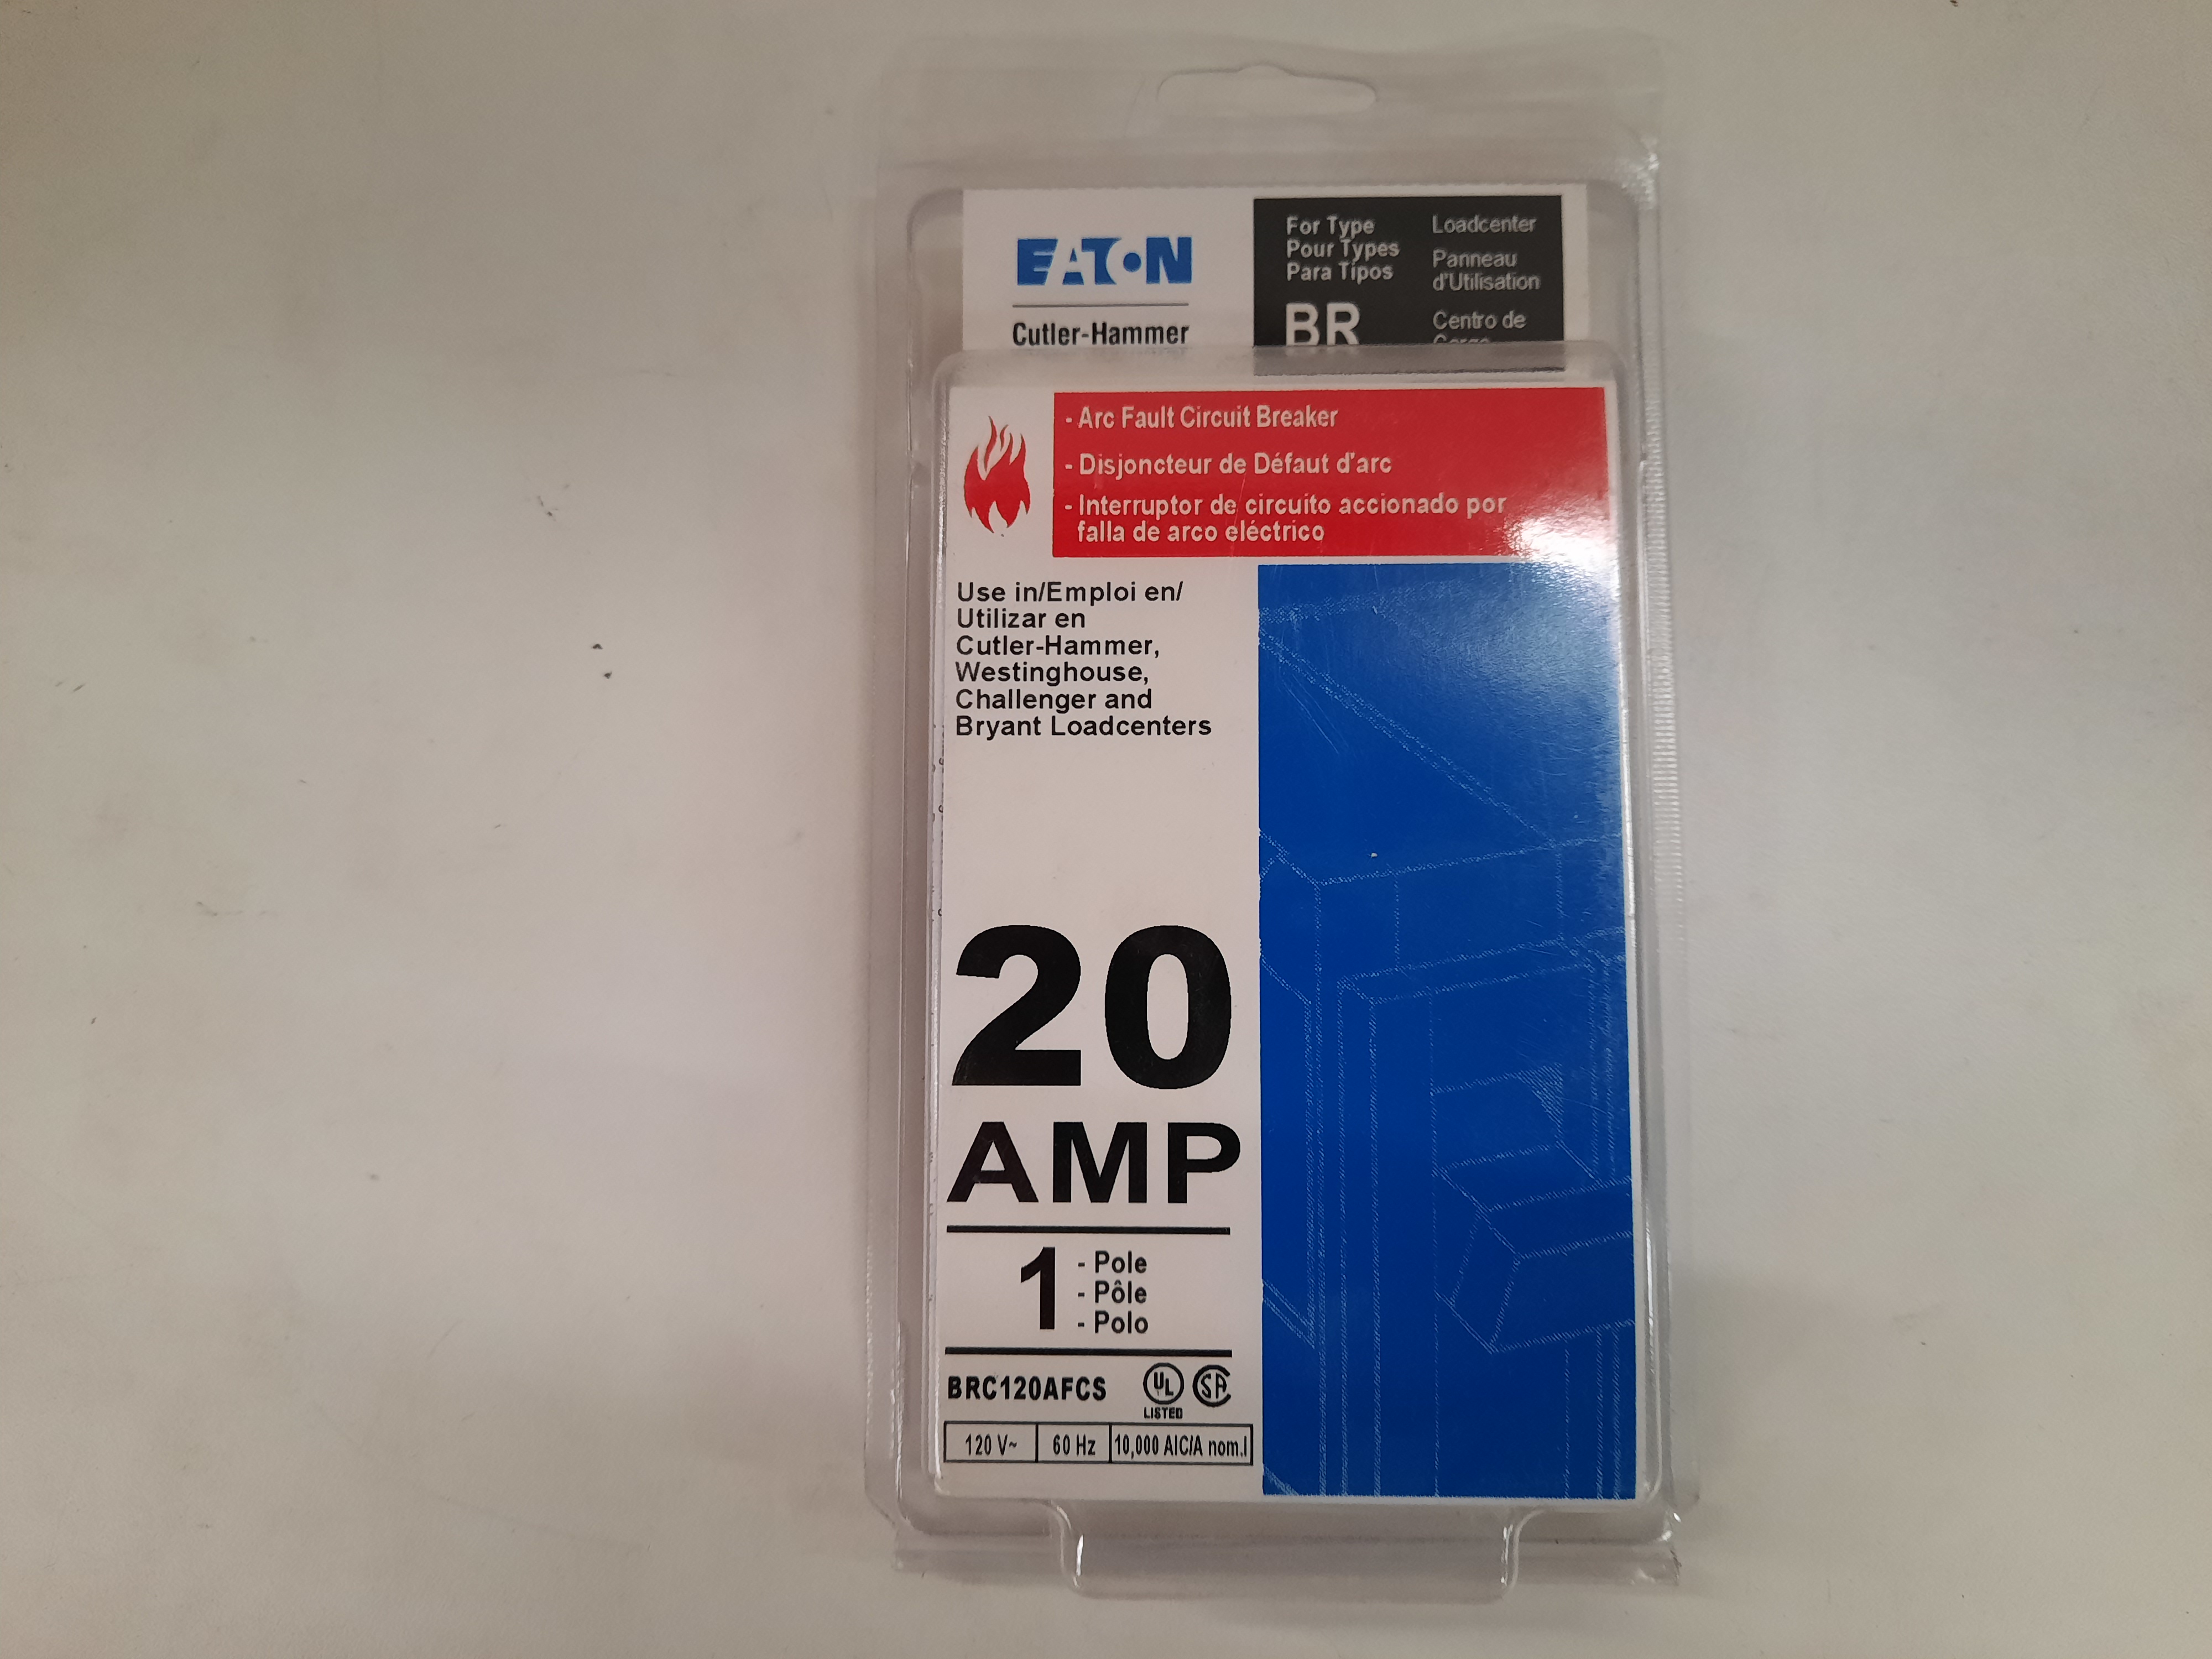 EATON
Cutler-Hammer
For Type
Pour Types
Para Tipos
BR
Loadcenter
Panneau
d'Utilisation
Centro de
Carga
- Arc Fault Circuit Breaker
- Disjoncteur de Défaut d'arc
- Interruptor de circuito accionado por
falla de arco eléctrico
Use in/Emploi en/
Utilizar en
Cutler-Hammer,
Westinghouse,
Challenger and
Bryant Loadcenters
20
AMP
1
- Pole
- Pôle
- Polo
BRC120AFCS
UL
LISTED
SA
120 V~ 60 Hz 10,000 AIC/A nom.I